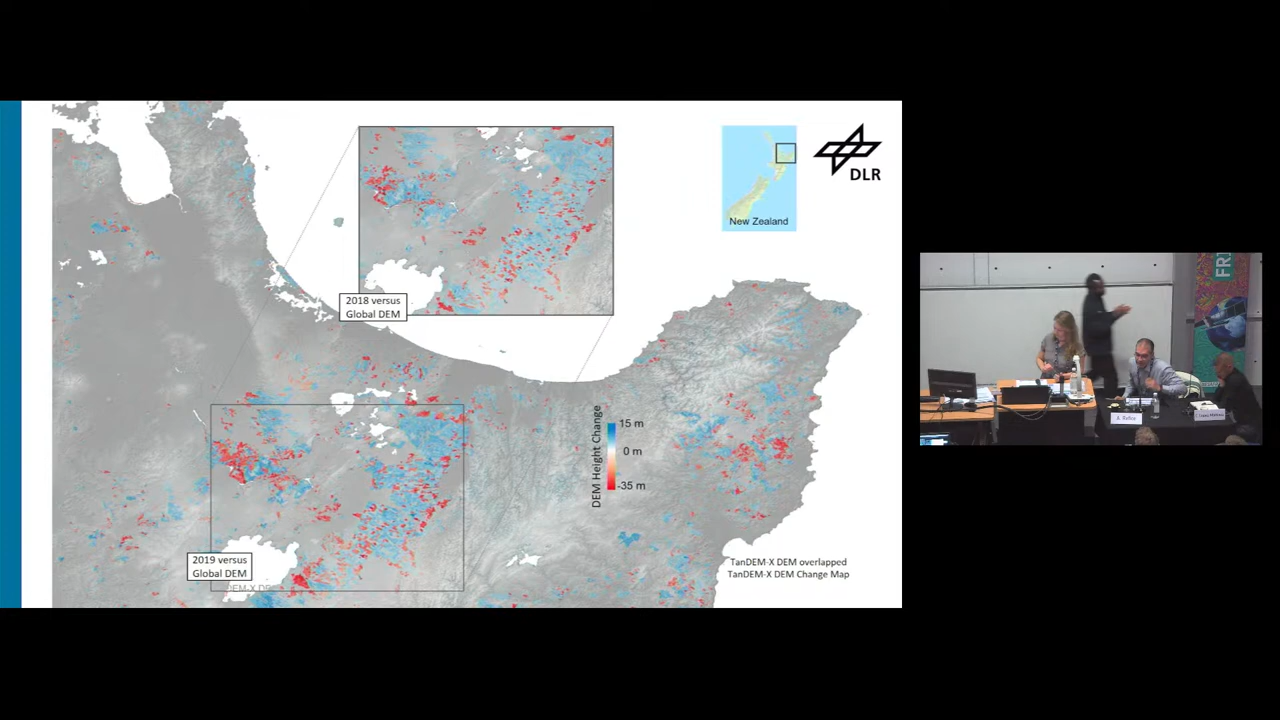 2018 versus
Global DEM
New Zealand
DLR
DEM Height Change
15 m
0 m
-35 m
2019 versus
Global DEM
TanDEM-X DEM overlapped
TanDEM-X DEM Change Map
FRI